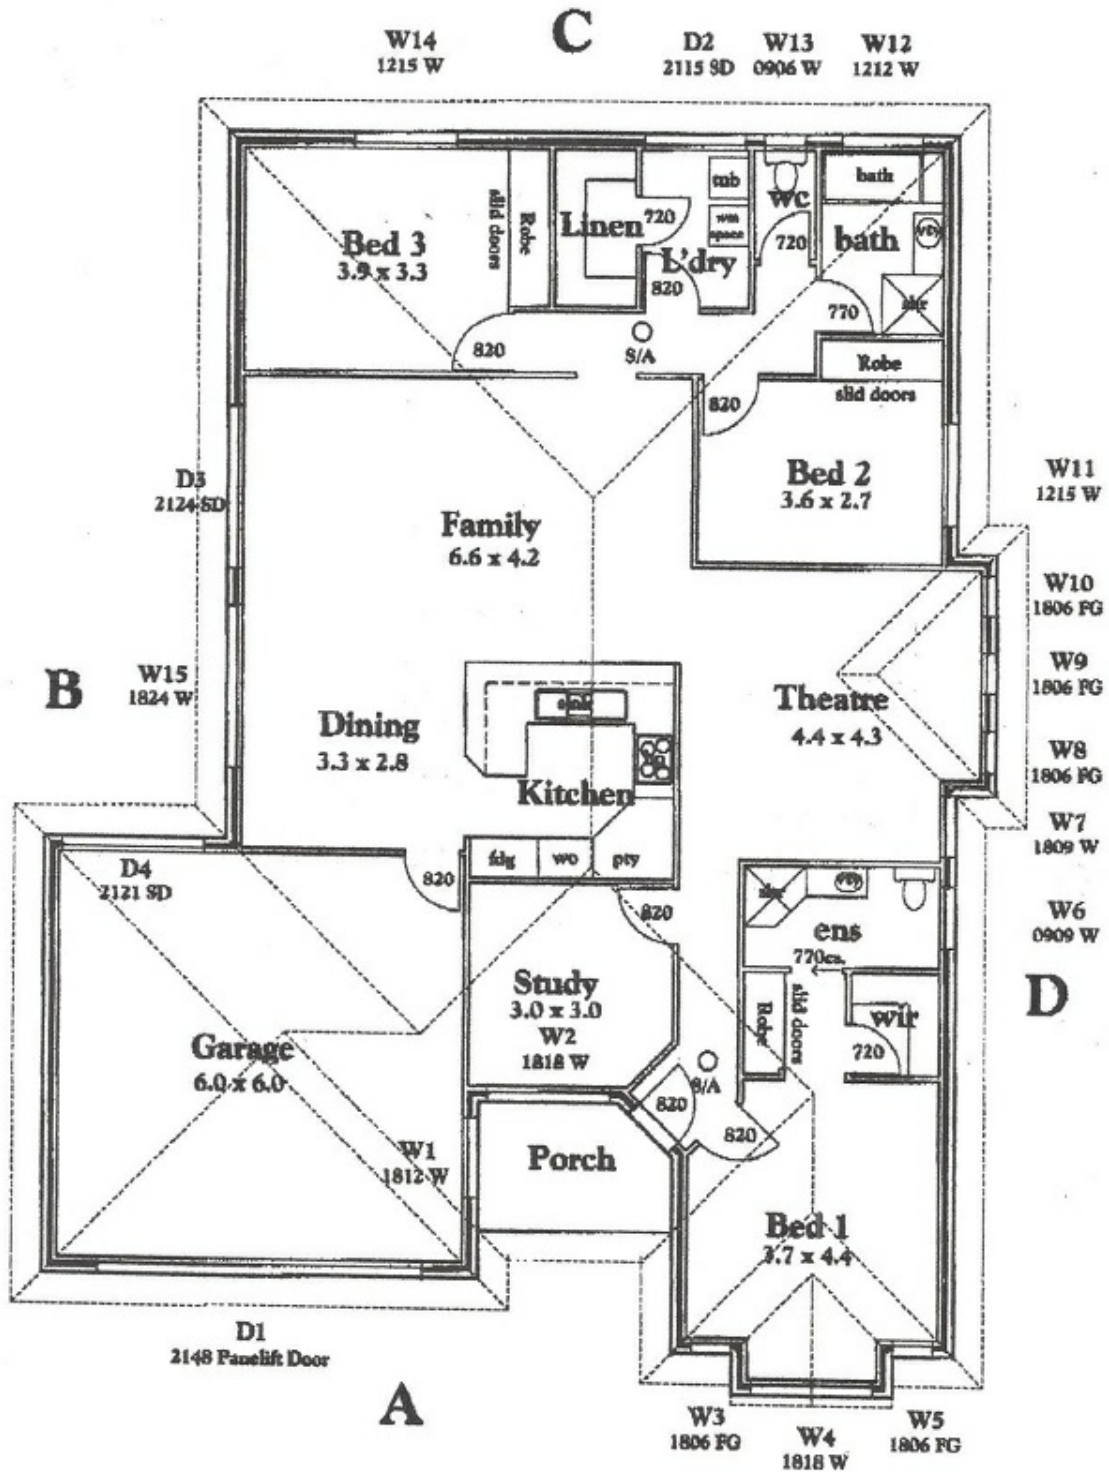 C
W14
1215 W
D2
2115 SD
W13
0906 W
W12
1212 W
Bed 3
3.9 x 3.3
slid doors
Robe
Linen
720
tub
wm
space
L'dry
820
wc
720
bath
bath
shr
770
820
S/A
Robe
slid doors
820
Bed 2
3.6 x 2.7
W11
1215 W
D3
2124 SD
Family
6.6 x 4.2
W10
1806 FG
B
W15
1824 W
W9
1806 FG
Theatre
4.4 x 4.3
Dining
3.3 x 2.8
sink
Kitchen
W8
1806 FG
W7
1809 W
D4
2121 SD
820
fdg
wo
pty
820
shr
ens
770cs.
W6
0909 W
D
Study
3.0 x 3.0
W2
1818 W
Robe
slid doors
wir
720
Garage
6.0 x 6.0
S/A
820
820
W1
1812 W
Porch
Bed 1
3.7 x 4.4
D1
2148 Panelift Door
A
W3
1806 FG
W4
1818 W
W5
1806 FG